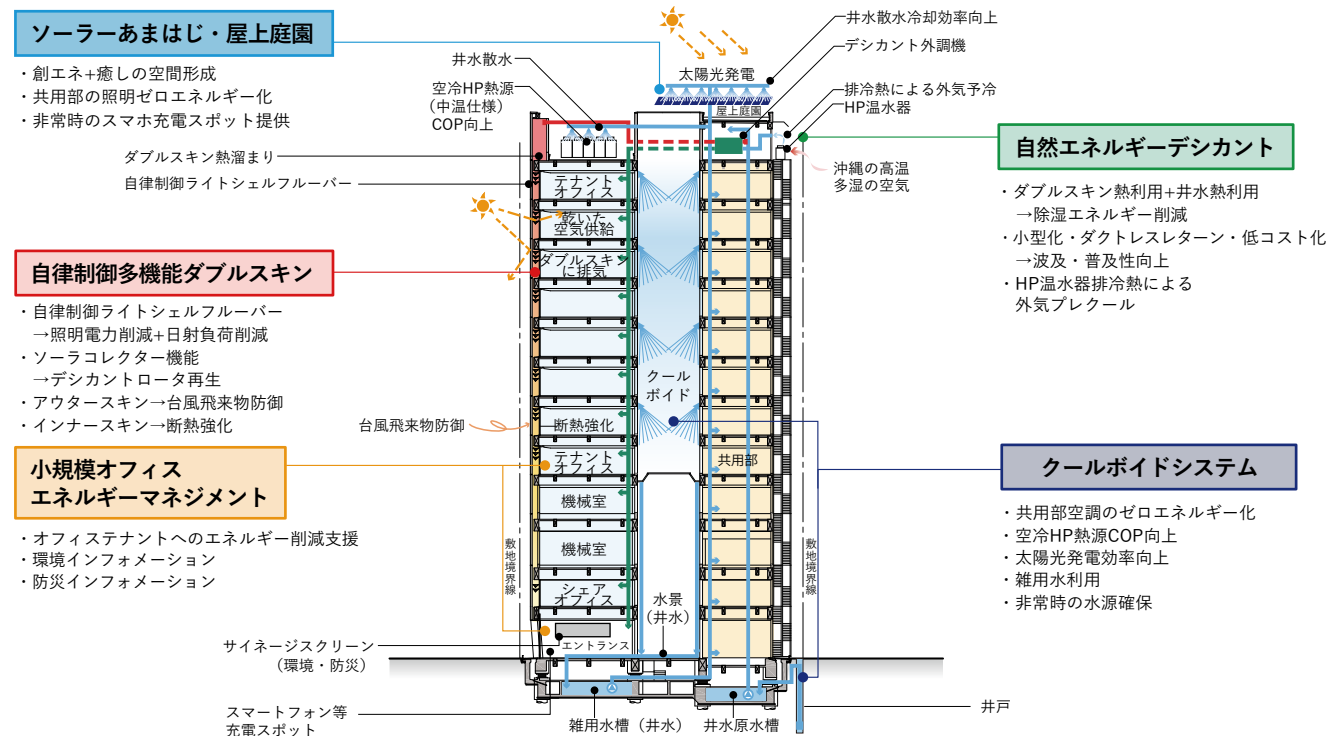 ソーラーあまはじ・屋上庭園
・創エネ+癒しの空間形成
・共用部の照明ゼロエネルギー化
・非常時のスマホ充電スポット提供
自律制御多機能ダブルスキン
・自律制御ライトシェルフルーバー
→照明電力削減+日射負荷削減
・ソーラコレクター機能
→デシカントロータ再生
・アウタースキン→台風飛来物防御
・インナースキン→断熱強化
小規模オフィス
エネルギーマネジメント
・オフィステナントへのエネルギー削減支援
・環境インフォメーション
・防災インフォメーション
井水散水
空冷HP熱源
(中温仕様)
COP向上
ダブルスキン熱溜まり
自律制御ライトシェルフルーバー
台風飛来物防御
敷地境界線
サイネージスクリーン
(環境・防災)
スマートフォン等
充電スポット
太陽光発電
屋上庭園
テナント
オフィス
乾いた
空気供給
ダブルスキン
に排気
断熱強化
テナント
オフィス
機械室
機械室
シェア
オフィス
エントランス
クール
ボイド
共用部
水景
(井水)
雑用水槽(井水)
井水原水槽
井戸
敷地境界線
井水散水冷却効率向上
デシカント外調機
排冷熱による外気予冷
HP温水器
沖縄の高温
多湿の空気
自然エネルギーデシカント
・ダブルスキン熱利用+井水熱利用
→除湿エネルギー削減
・小型化・ダクトレスレターン・低コスト化
→波及・普及性向上
・HP温水器排冷熱による
外気プレクール
クールボイドシステム
・共用部空調のゼロエネルギー化
・空冷HP熱源COP向上
・太陽光発電効率向上
・雑用水利用
・非常時の水源確保